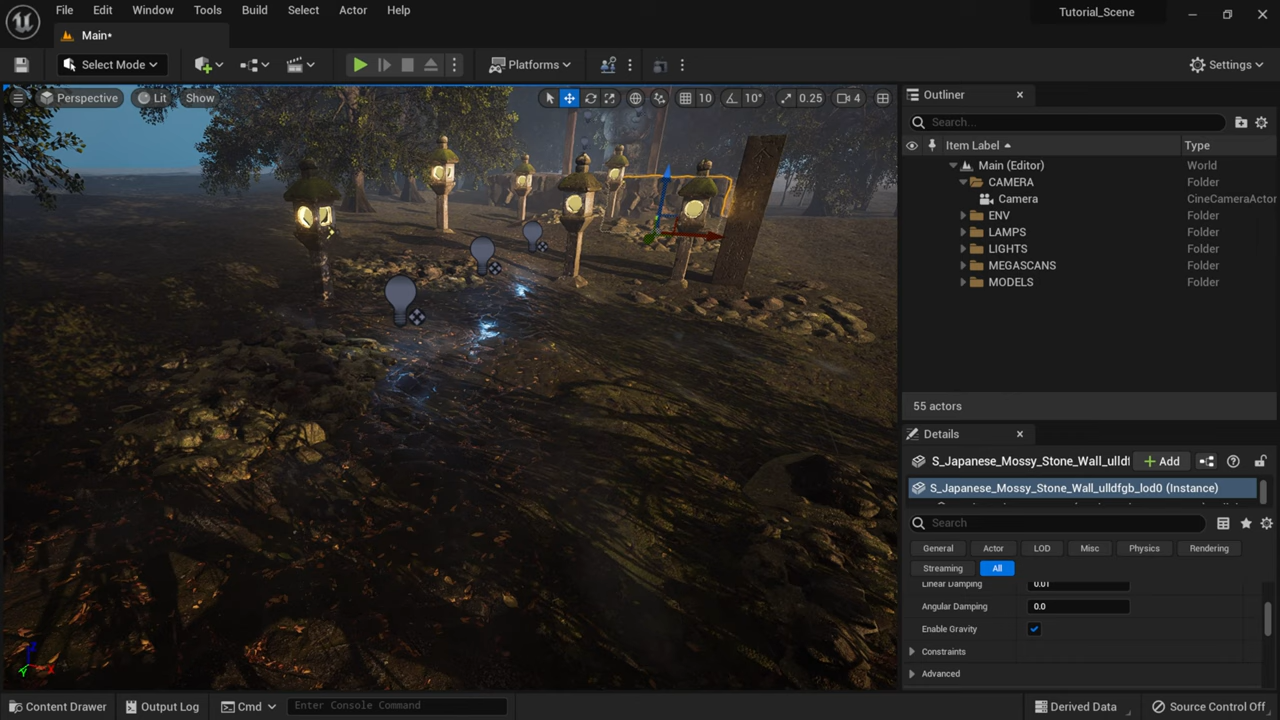 File Edit Window Tools Build Select Actor Help
Tutorial_Scene
Main*
Select Mode
Platforms
Settings
Perspective Lit Show
10 10° 0.25 4
Outliner
Search...
Item Label Type
Main (Editor) World
CAMERA Folder
Camera CineCameraActor
ENV Folder
LAMPS Folder
LIGHTS Folder
MEGASCANS Folder
MODELS Folder
55 actors
Details
S_Japanese_Mossy_Stone_Wall_ulldf
Add
S_Japanese_Mossy_Stone_Wall_ulldfgb_lod0 (Instance)
Search
General Actor LOD Misc Physics Rendering
Streaming All
Linear Damping 0.01
Angular Damping 0.0
Enable Gravity
Constraints
Advanced
Content Drawer Output Log Cmd Enter Console Command Derived Data Source Control Off